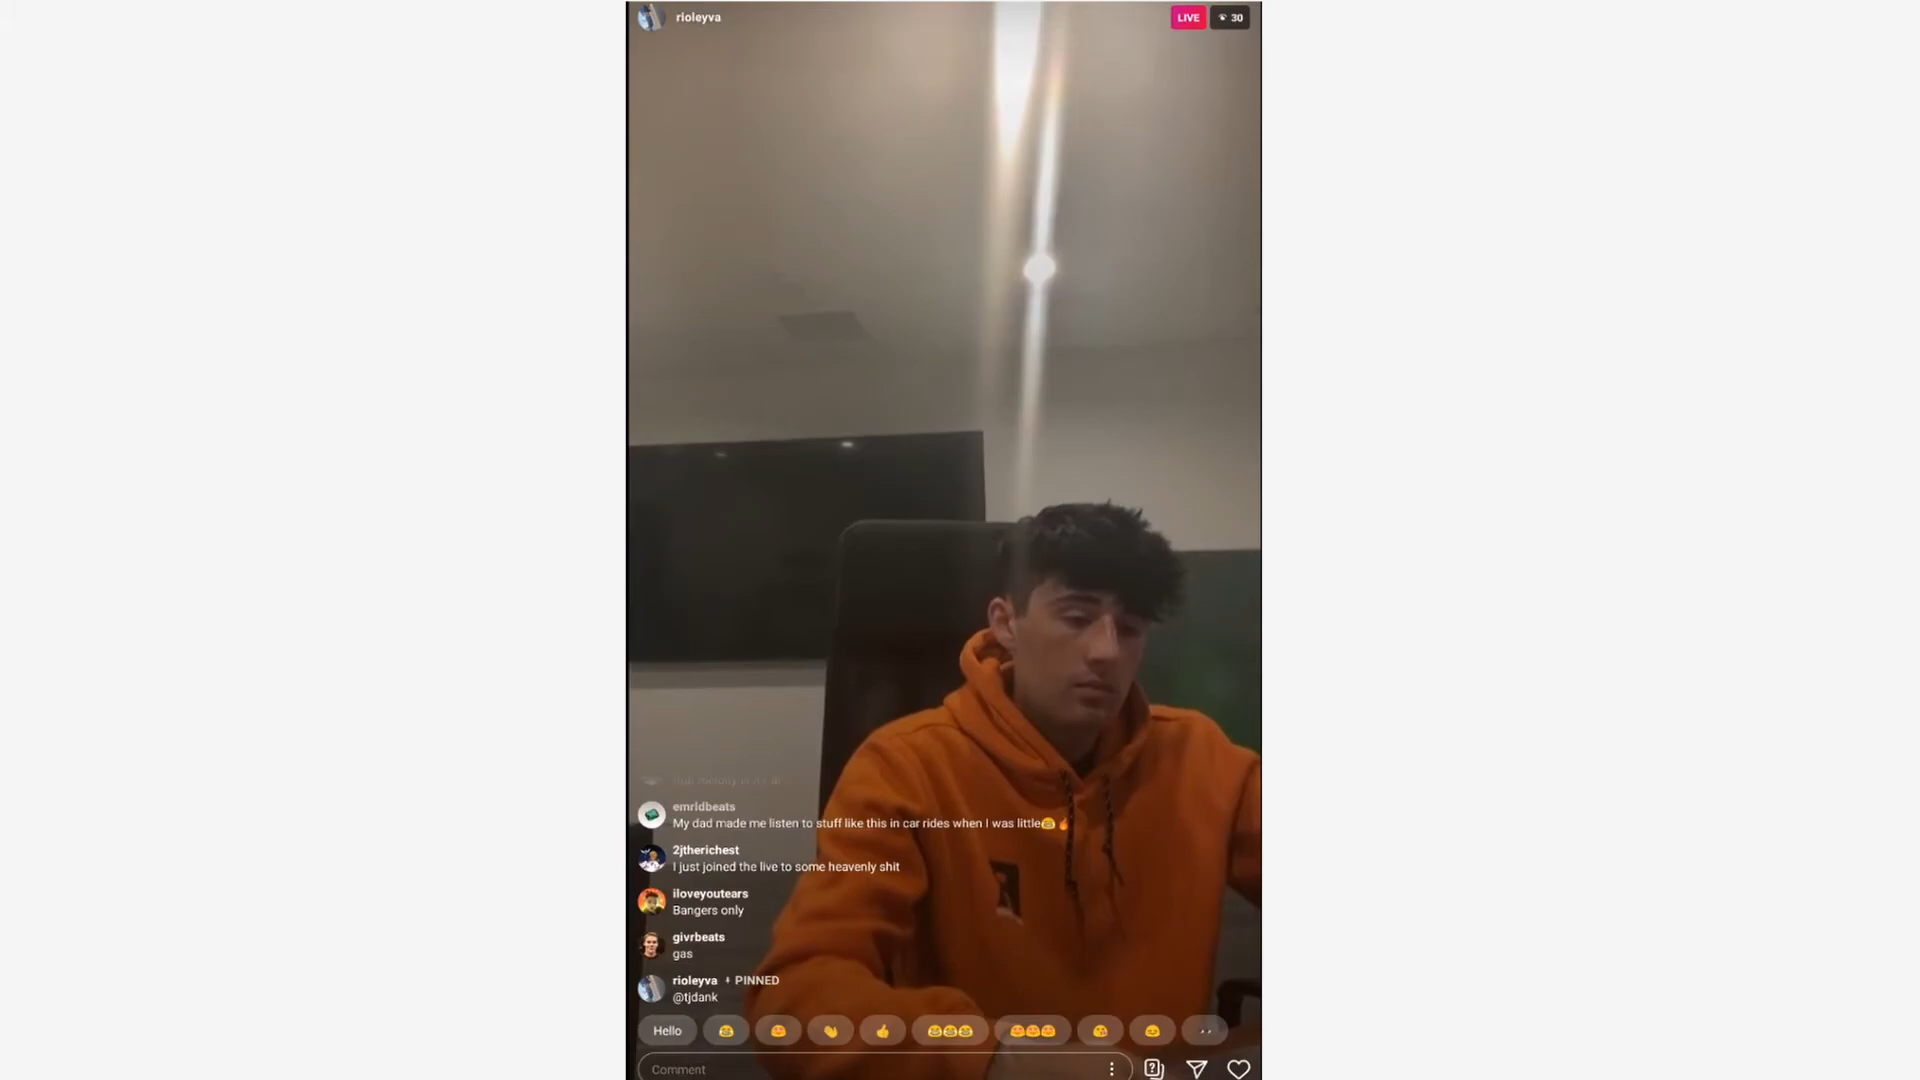 rioleyva
LIVE
30
emrldbeats
My dad made me listen to stuff like this in car rides when I was little😂🔥
2jtherichest
I just joined the live to some heavenly shit
iloveyoutears
Bangers only
givrbeats
gas
rioleyva PINNED
@tjdank
Hello 😂 😍 👏 👍 😂😂😂 😍😍😍 😘 😊
Comment